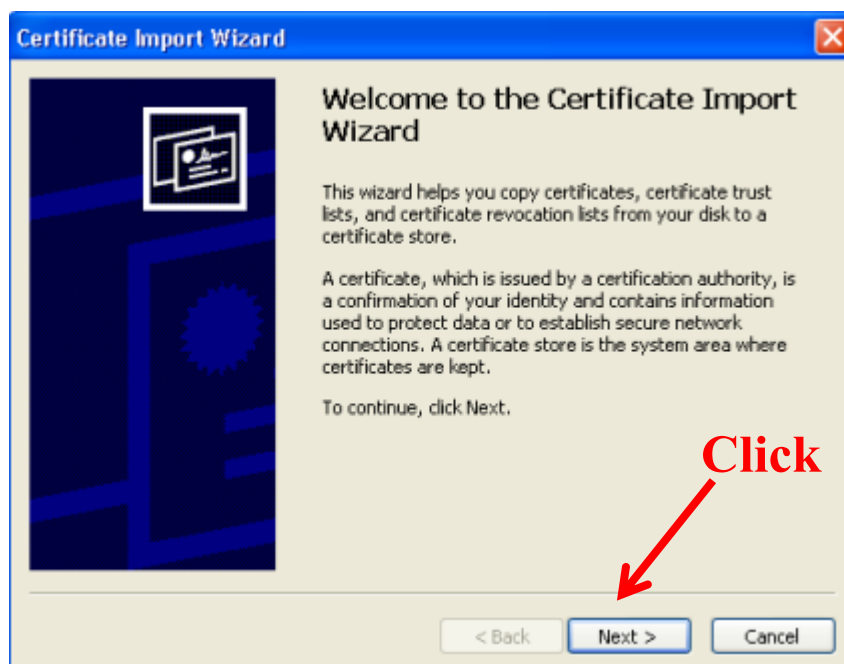 Certificate Import Wizard
Welcome to the Certificate Import
Wizard
This wizard helps you copy certificates, certificate trust
lists, and certificate revocation lists from your disk to a
certificate store.
A certificate, which is issued by a certification authority, is
a confirmation of your identity and contains information
used to protect data or to establish secure network
connections. A certificate store is the system area where
certificates are kept.
To continue, click Next.
Click
< Back Next > Cancel